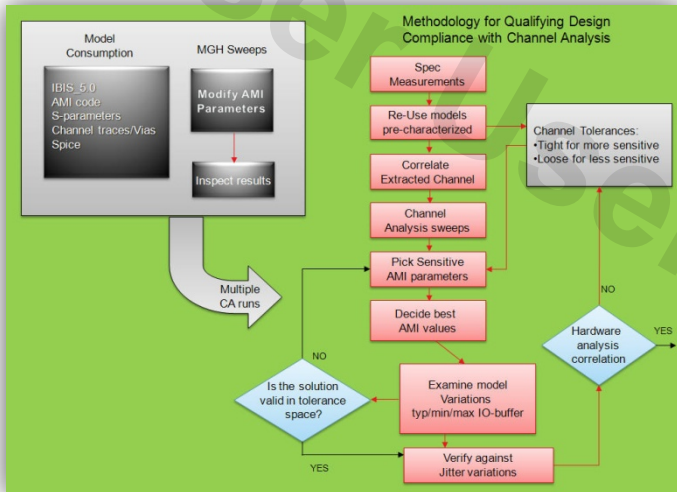 Methodology for Qualifying Design
Compliance with Channel Analysis
Model
Consumption
IBIS_5.0
AMI code
S-parameters
Channel traces/Vias
Spice
MGH Sweeps
Modify AMI
Parameters
Inspect results
Multiple
CA runs
Spec
Measurements
Re-Use models
pre-characterized
Correlate
Extracted Channel
Channel
Analysis sweeps
Pick Sensitive
AMI parameters
Decide best
AMI values
Examine model
Variations
typ/min/max IO-buffer
Verify against
Jitter variations
Is the solution
valid in tolerance
space?
NO
YES
Channel Tolerances:
•Tight for more sensitive
•Loose for less sensitive
NO
Hardware
analysis
correlation
YES
ser User
User